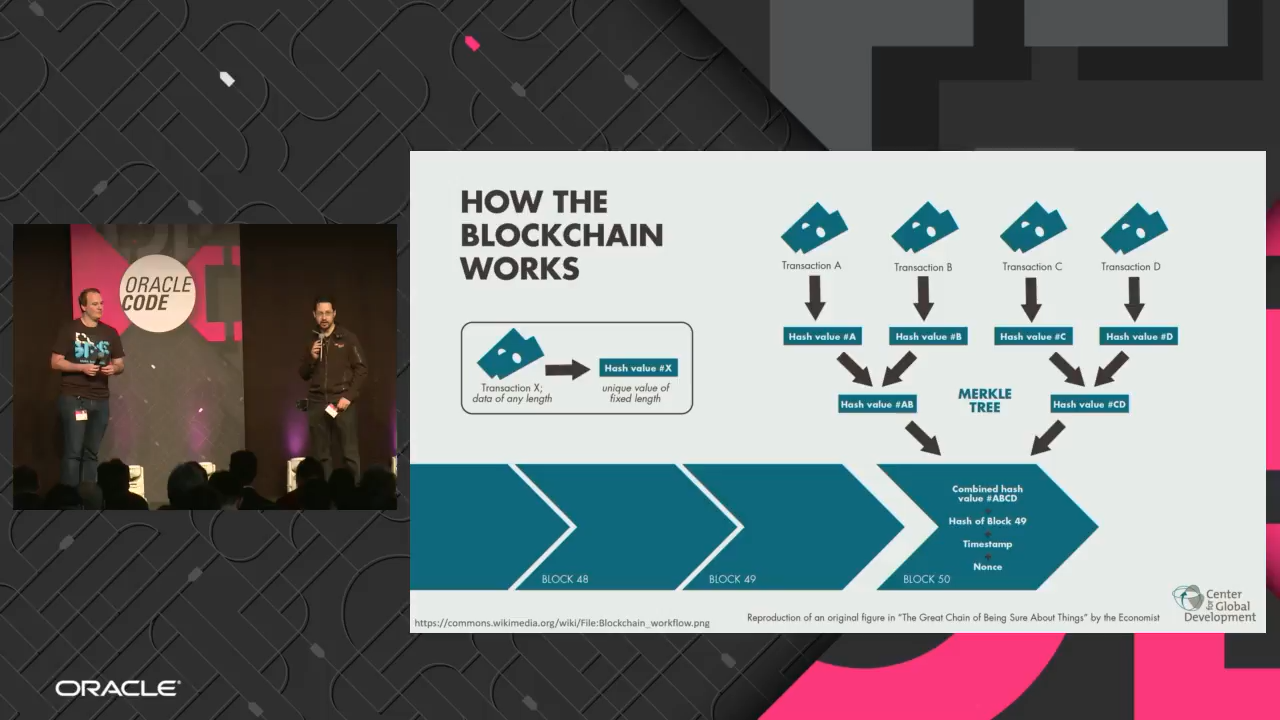 HOW THE
BLOCKCHAIN
WORKS
Transaction X;
data of any length
Hash value #X
unique value of
fixed length
Transaction A
Transaction B
Transaction C
Transaction D
Hash value #A
Hash value #B
Hash value #C
Hash value #D
Hash value #AB
MERKLE
TREE
Hash value #CD
BLOCK 48
BLOCK 49
BLOCK 50
Combined hash
value #ABCD
+
Hash of Block 49
+
Timestamp
+
Nonce
https://commons.wikimedia.org/wiki/File:Blockchain_workflow.png
Reproduction of an original figure in "The Great Chain of Being Sure About Things" by the Economist
Center
for Global
Development
ORACLE
CODE
ORACLE